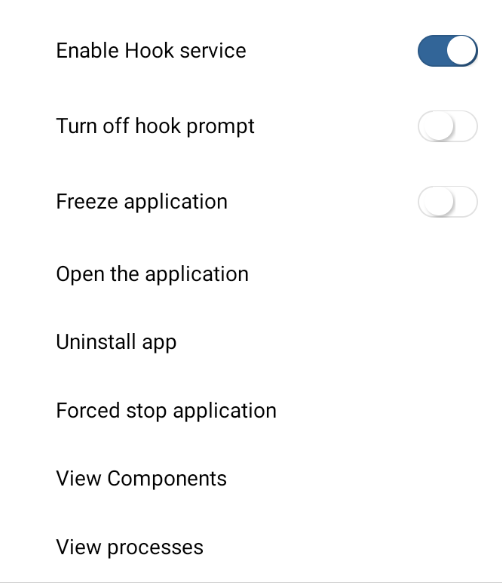 Enable Hook service
Turn off hook prompt
Freeze application
Open the application
Uninstall app
Forced stop application
View Components
View processes